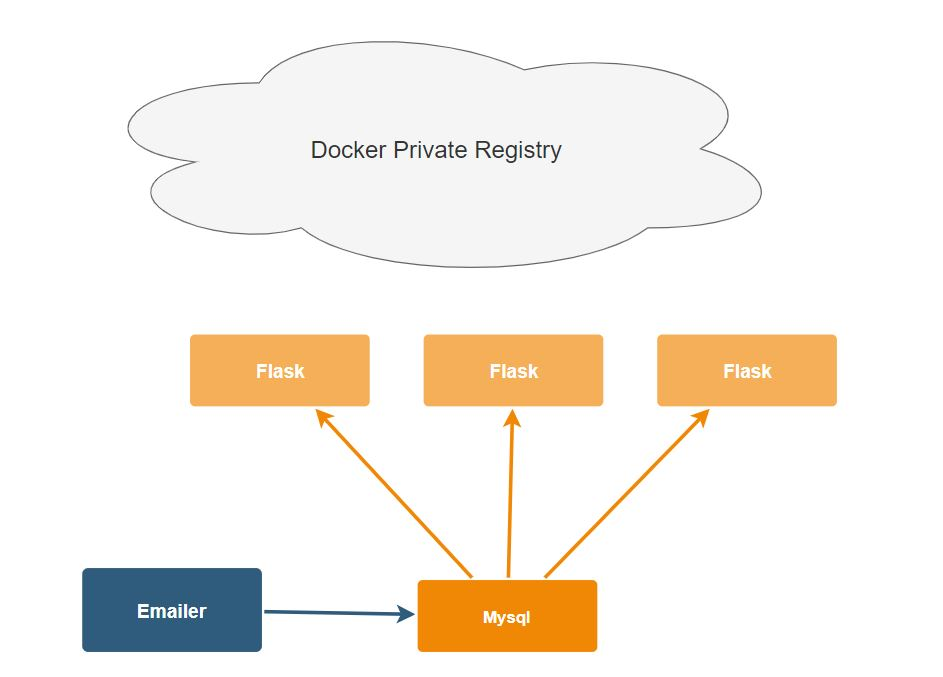 Docker Private Registry
Flask
Flask
Flask
Emailer
Mysql